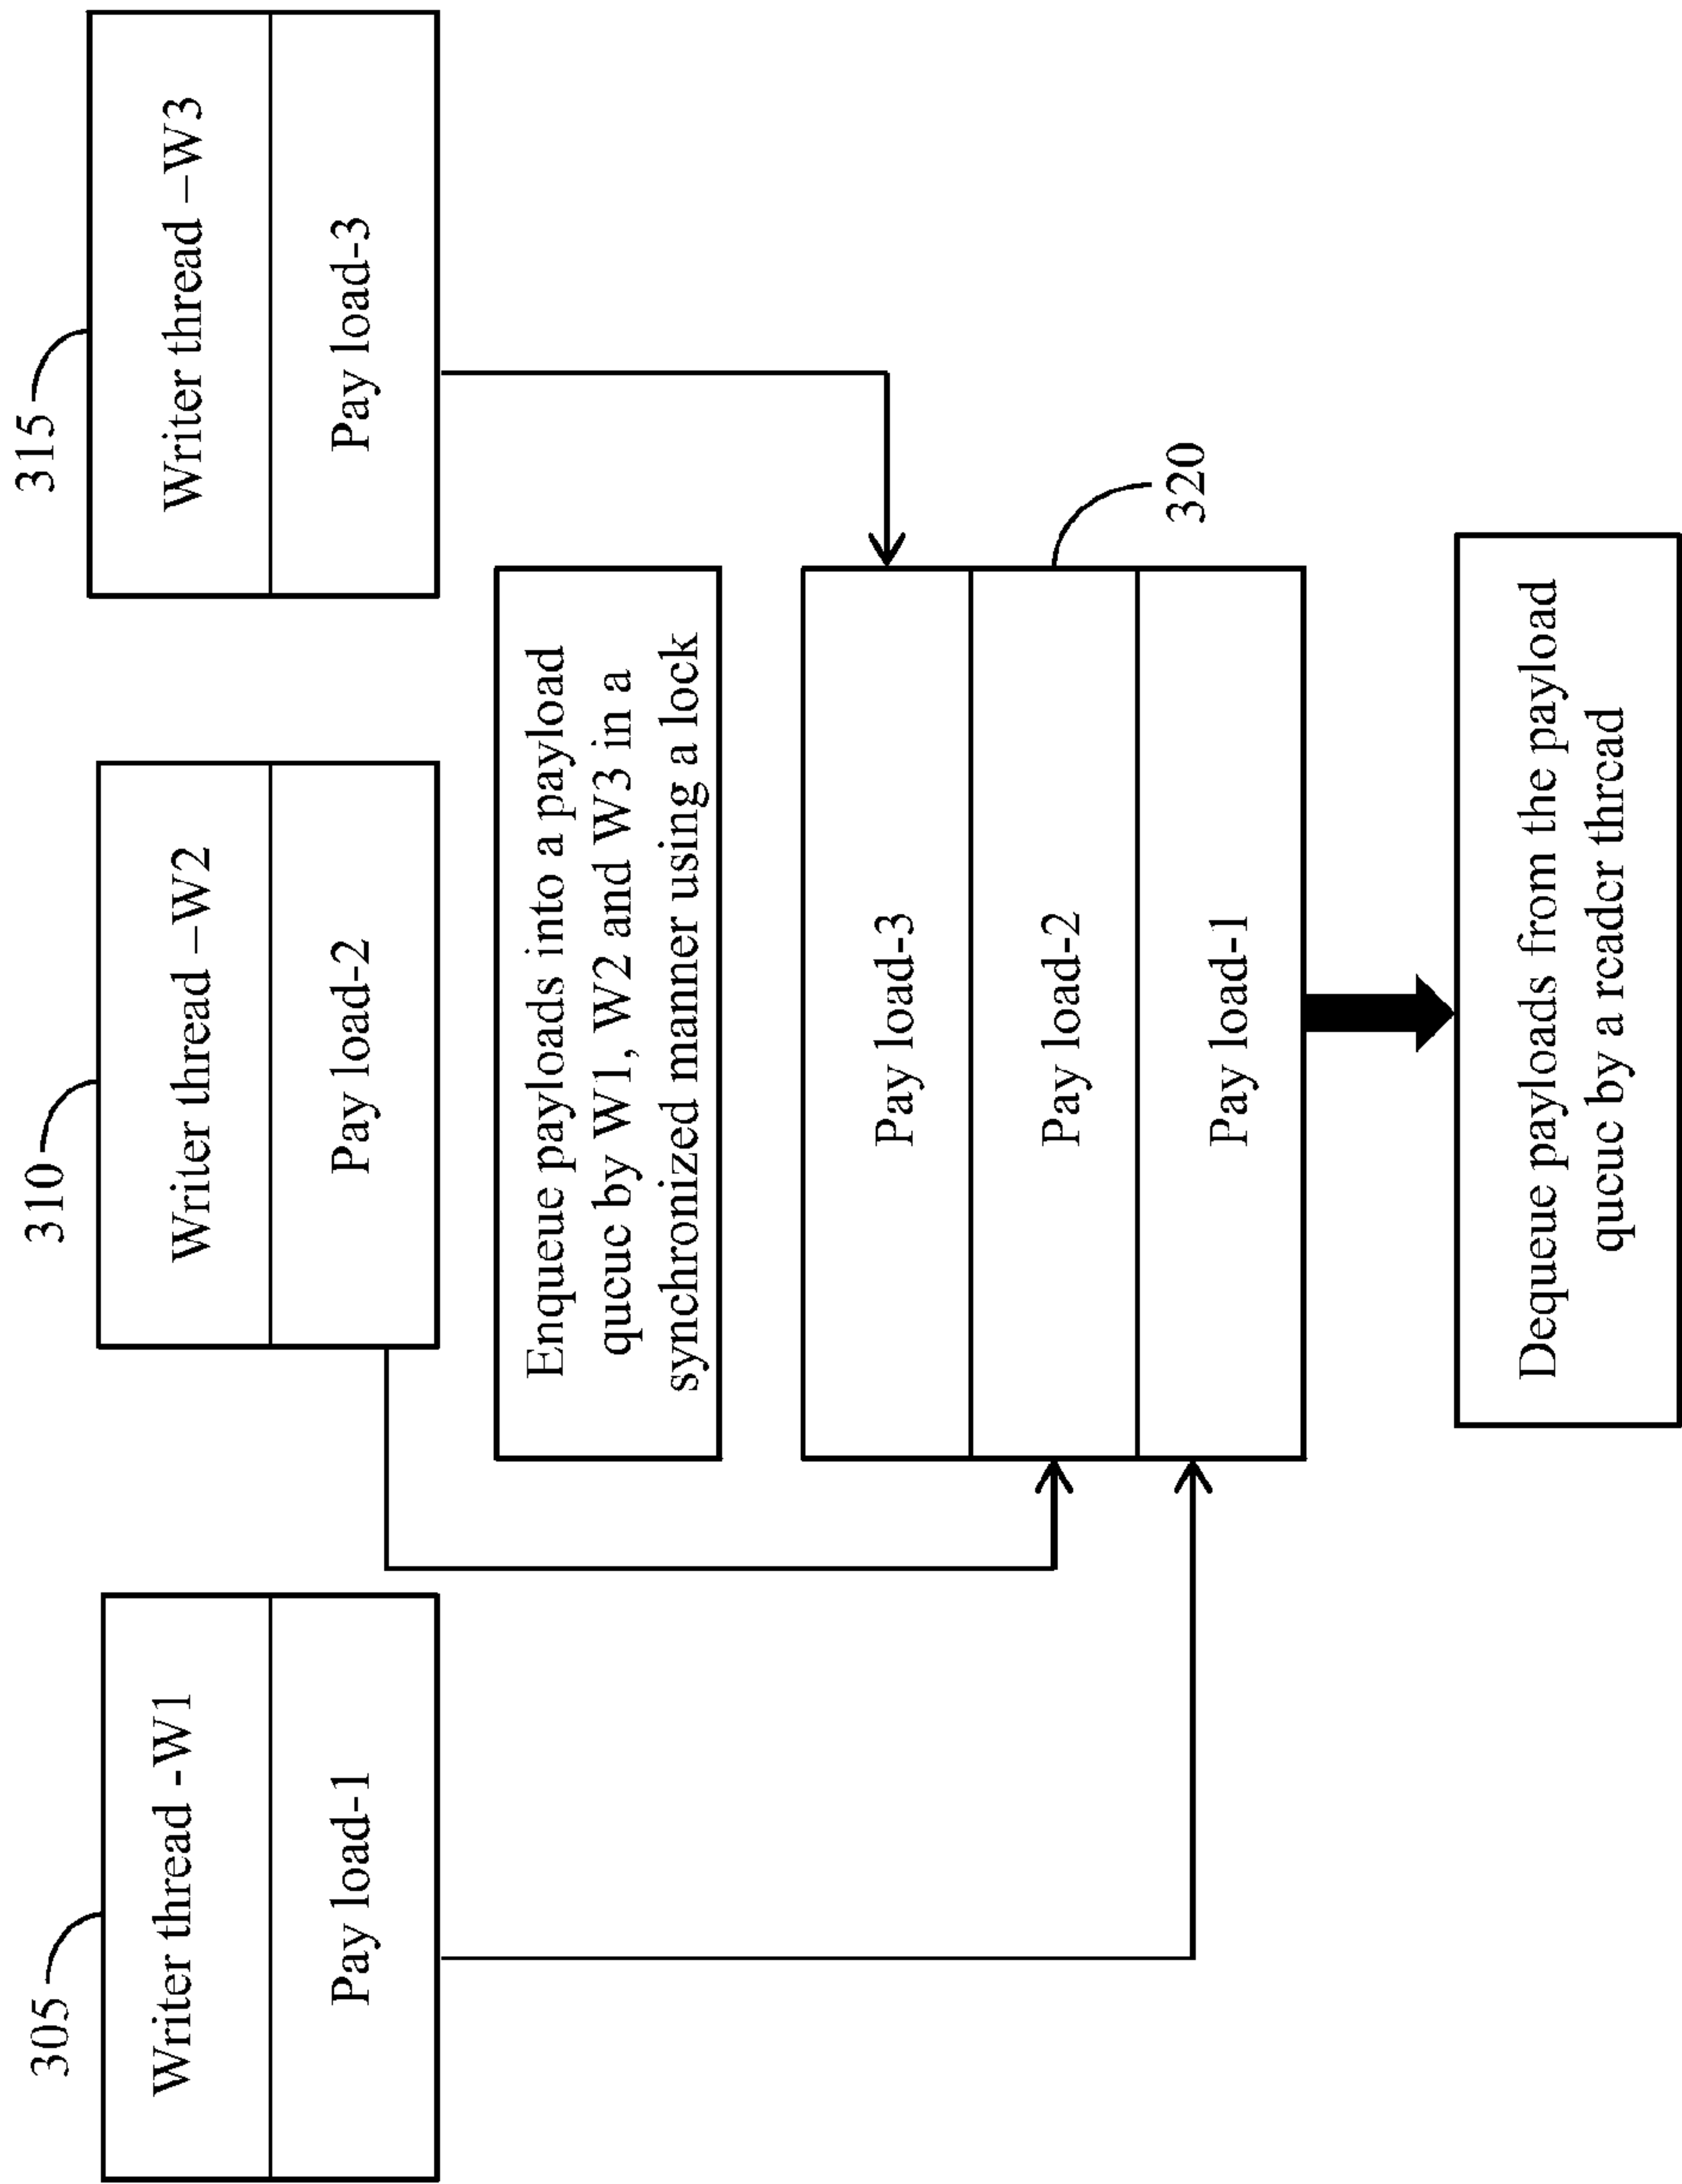 305
Writer thread -W1
Pay load-1
310
Writer thread –W2
Pay load-2
315
Writer thread –W3
Pay load-3
Enqueue payloads into a payload
queue by W1, W2 and W3 in a
synchronized manner using a lock
Pay load-3
Pay load-2
Pay load-1
320
Dequeue payloads from the payload
queue by a reader thread